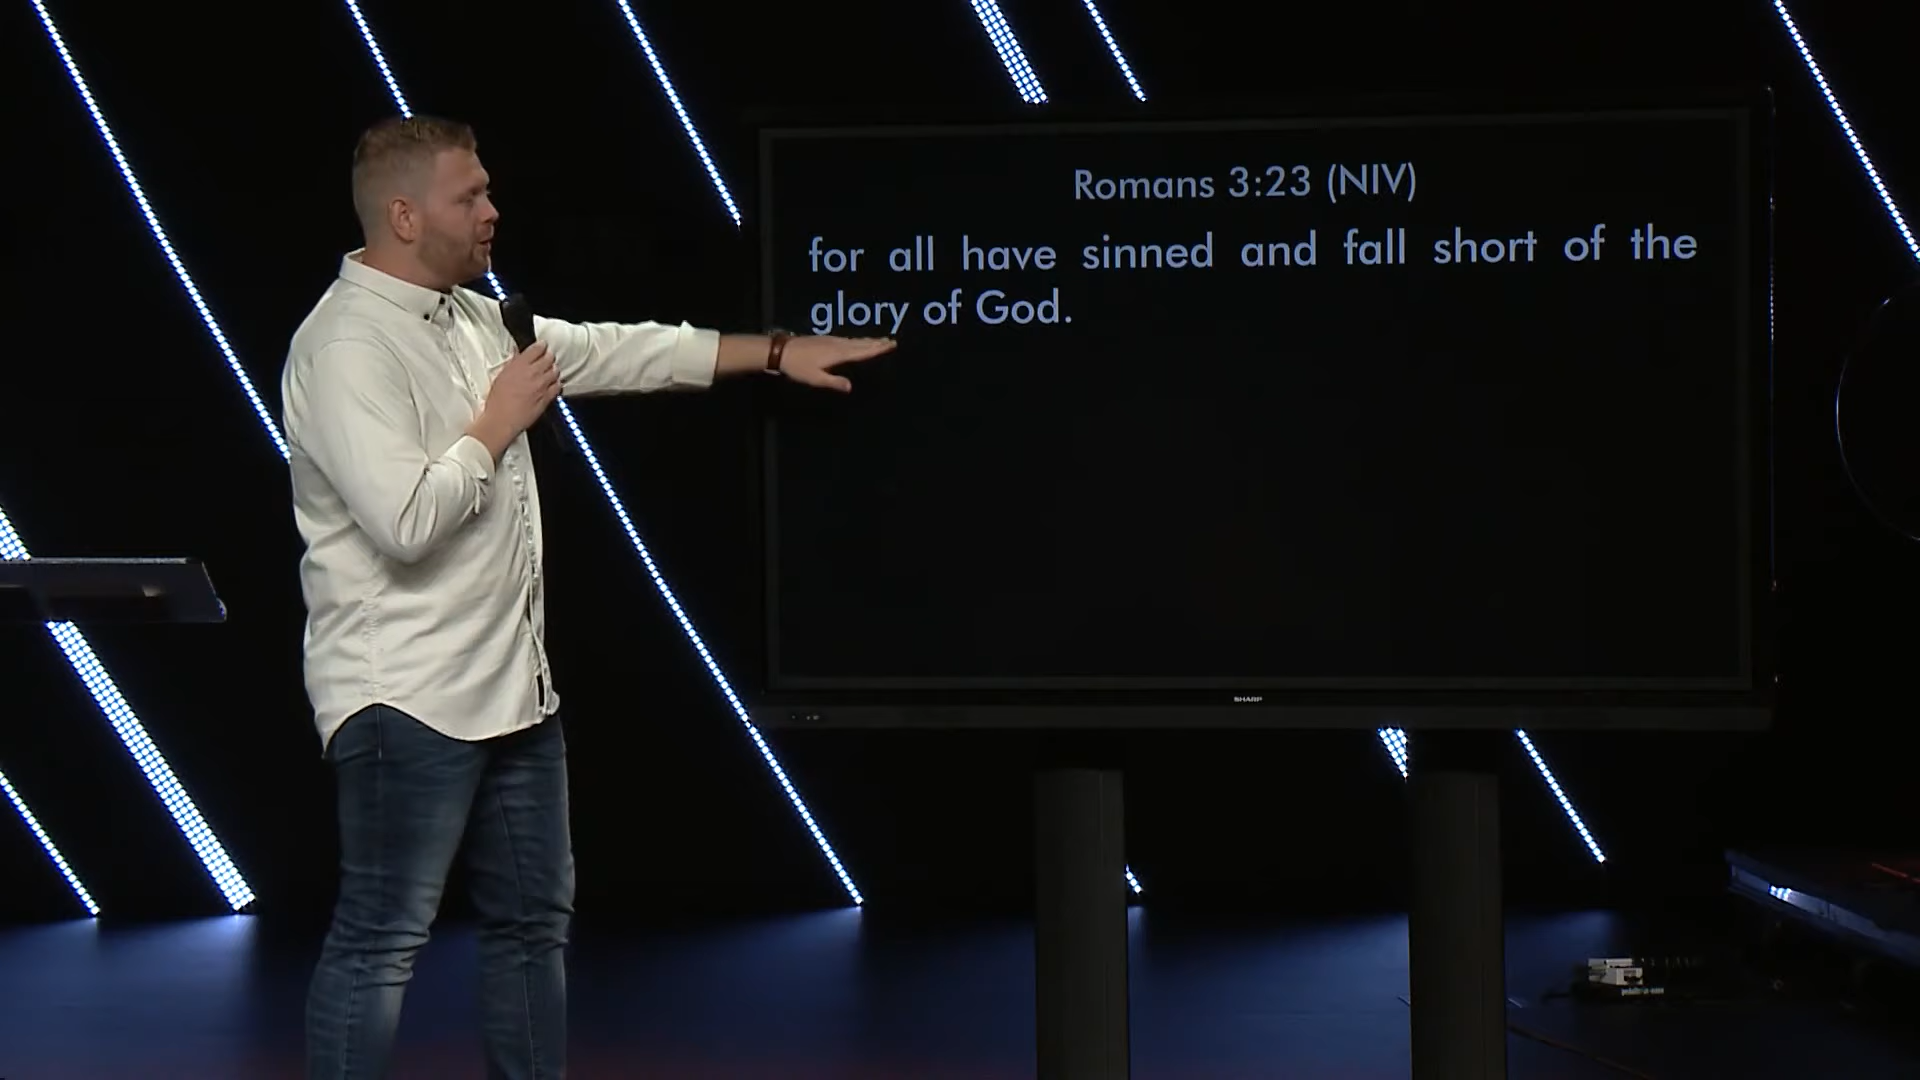 Romans 3:23 (NIV)
for all have sinned and fall short of the
glory of God.
SHARP